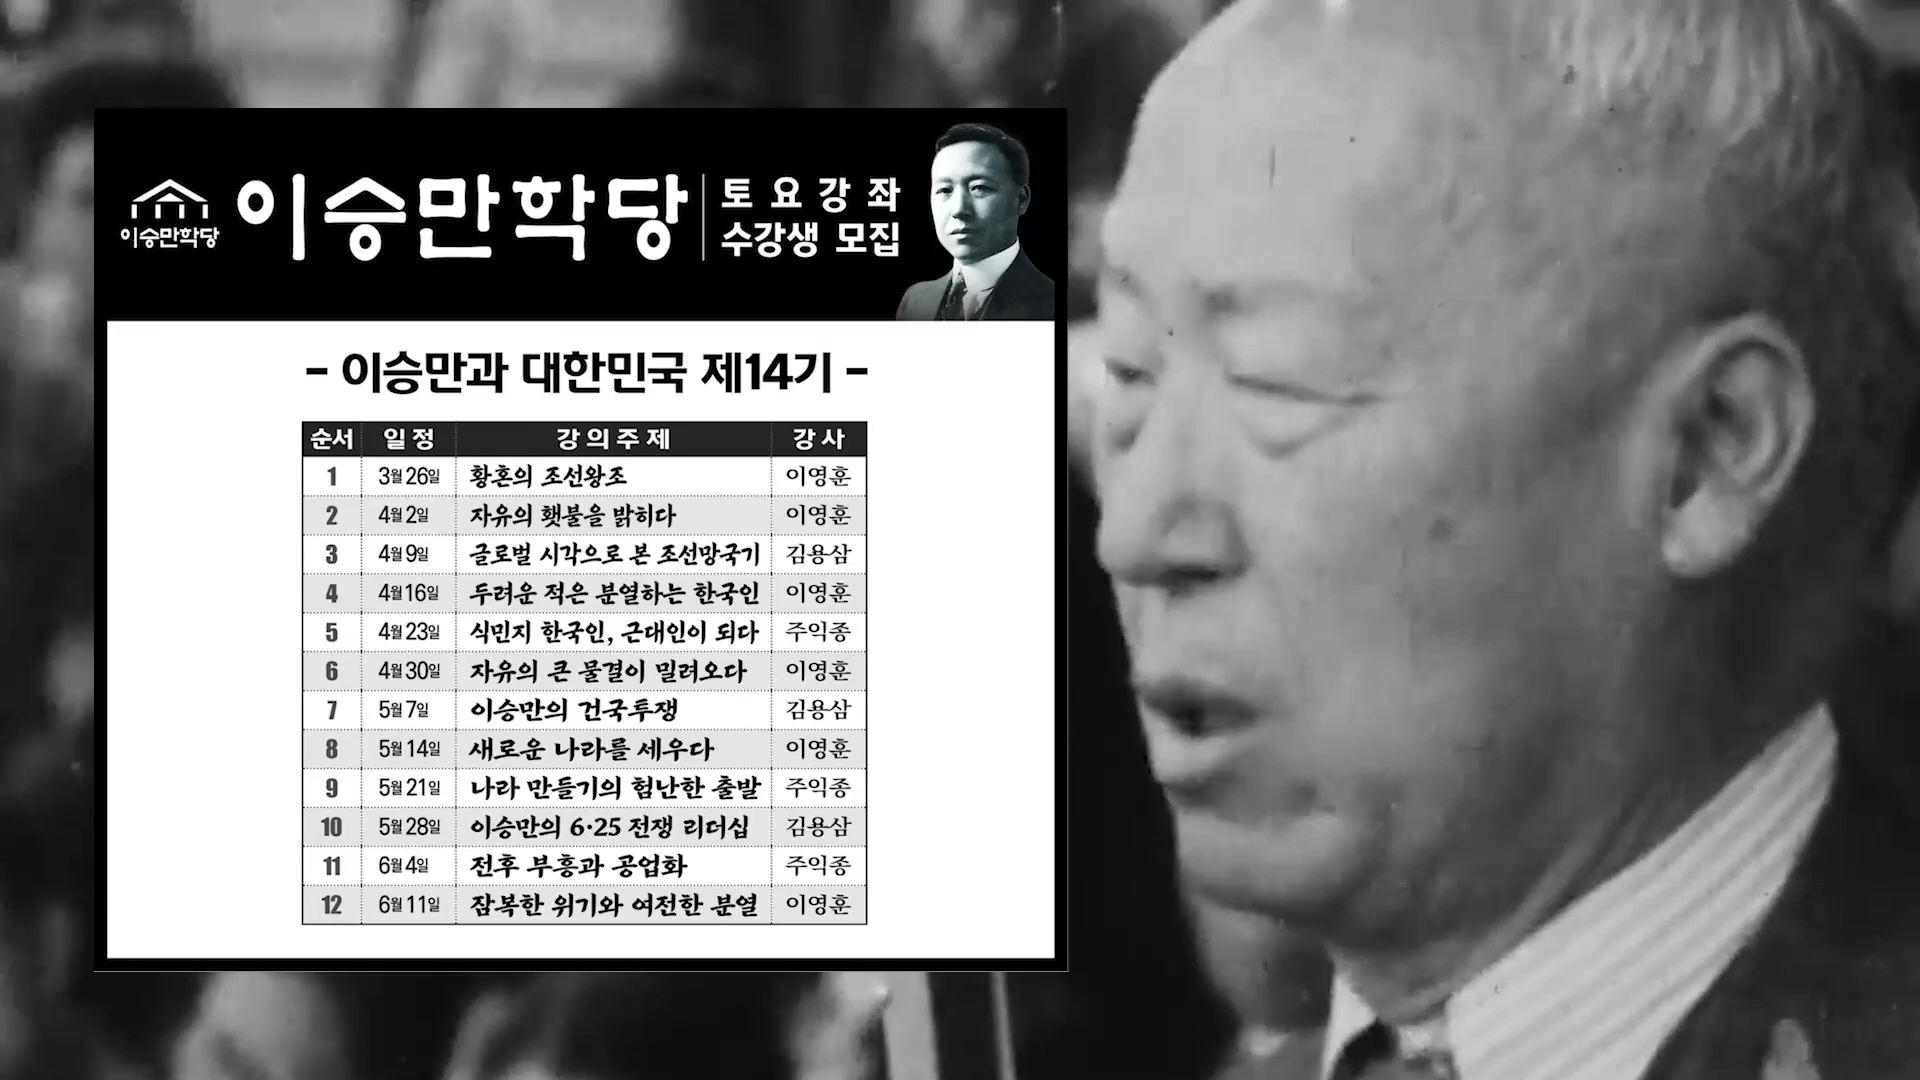 이승만학당
이승만학당
토요강좌
수강생 모집
- 이승만과 대한민국 제14기 -
순서 일정 강의주제 강사
1 3월 26일 황혼의 조선왕조 이영훈
2 4월 2일 자유의 횃불을 밝히다 이영훈
3 4월 9일 글로벌 시각으로 본 조선망국기 김용삼
4 4월 16일 두려운 적은 분열하는 한국인 이영훈
5 4월 23일 식민지 한국인, 근대인이 되다 주익종
6 4월 30일 자유의 큰 물결이 밀려오다 이영훈
7 5월 7일 이승만의 건국투쟁 김용삼
8 5월 14일 새로운 나라를 세우다 이영훈
9 5월 21일 나라 만들기의 험난한 출발 주익종
10 5월 28일 이승만의 6·25 전쟁 리더십 김용삼
11 6월 4일 전후 부흥과 공업화 주익종
12 6월 11일 잠복한 위기와 여전한 분열 이영훈